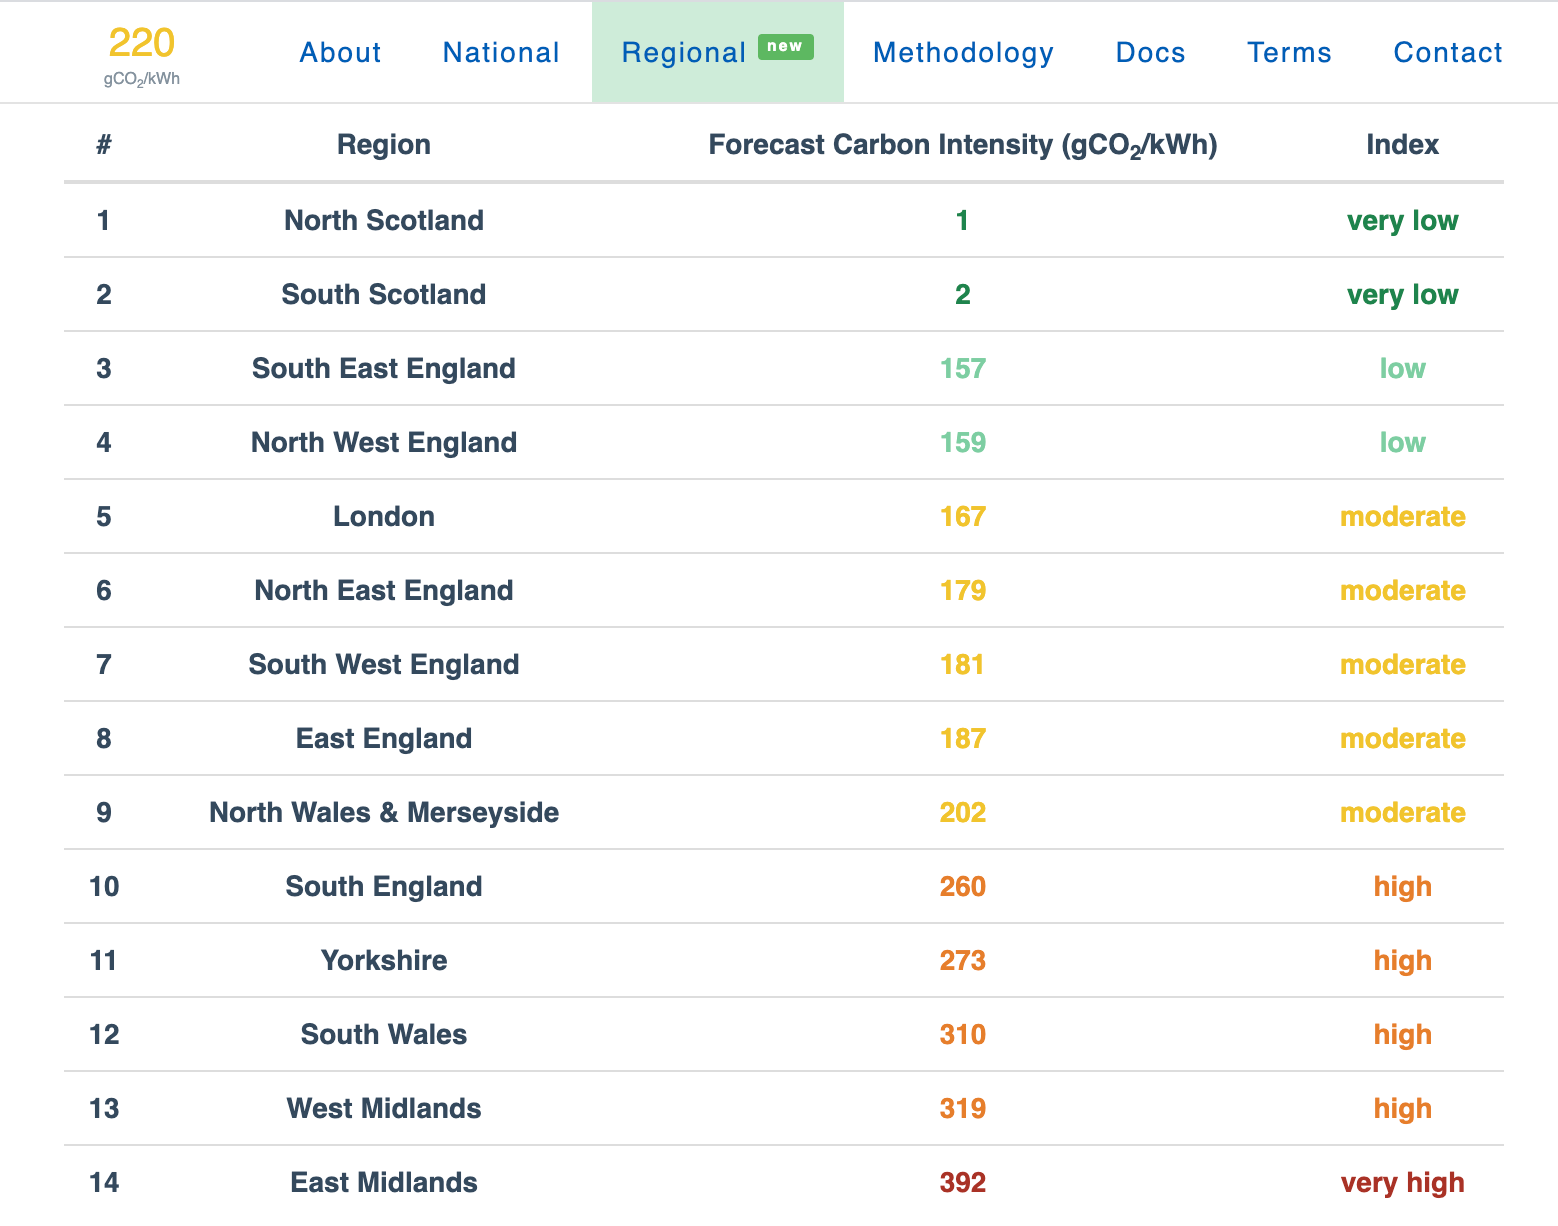 220
gCO₂/kWh
About National Regional new Methodology Docs Terms Contact
# Region Forecast Carbon Intensity (gCO₂/kWh) Index
1 North Scotland 1 very low
2 South Scotland 2 very low
3 South East England 157 low
4 North West England 159 low
5 London 167 moderate
6 North East England 179 moderate
7 South West England 181 moderate
8 East England 187 moderate
9 North Wales & Merseyside 202 moderate
10 South England 260 high
11 Yorkshire 273 high
12 South Wales 310 high
13 West Midlands 319 high
14 East Midlands 392 very high